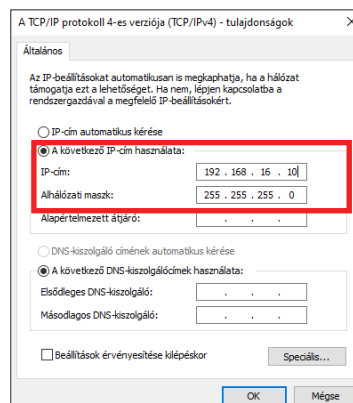 A TCP/IP protokoll 4-es verziója (TCP/IPv4) - tulajdonságok
Általános
Az IP-beállításokat automatikusan is megkaphatja, ha a hálózat
támogatja ezt a lehetőséget. Ha nem, lépjen kapcsolatba a
rendszergazdával a megfelelő IP-beállításokért.
IP-cím automatikus kérése
A következő IP-cím használata:
IP-cím: 192 . 168 . 16 . 10
Alhálózati maszk: 255 . 255 . 255 . 0
Alapértelmezett átjáró: . . .
DNS-kiszolgáló címének automatikus kérése
A következő DNS-kiszolgálócímek használata:
Elsődleges DNS-kiszolgáló: . . .
Másodlagos DNS-kiszolgáló: . . .
Beállítások érvényesítése kilépéskor
Speciális...
OK Mégse